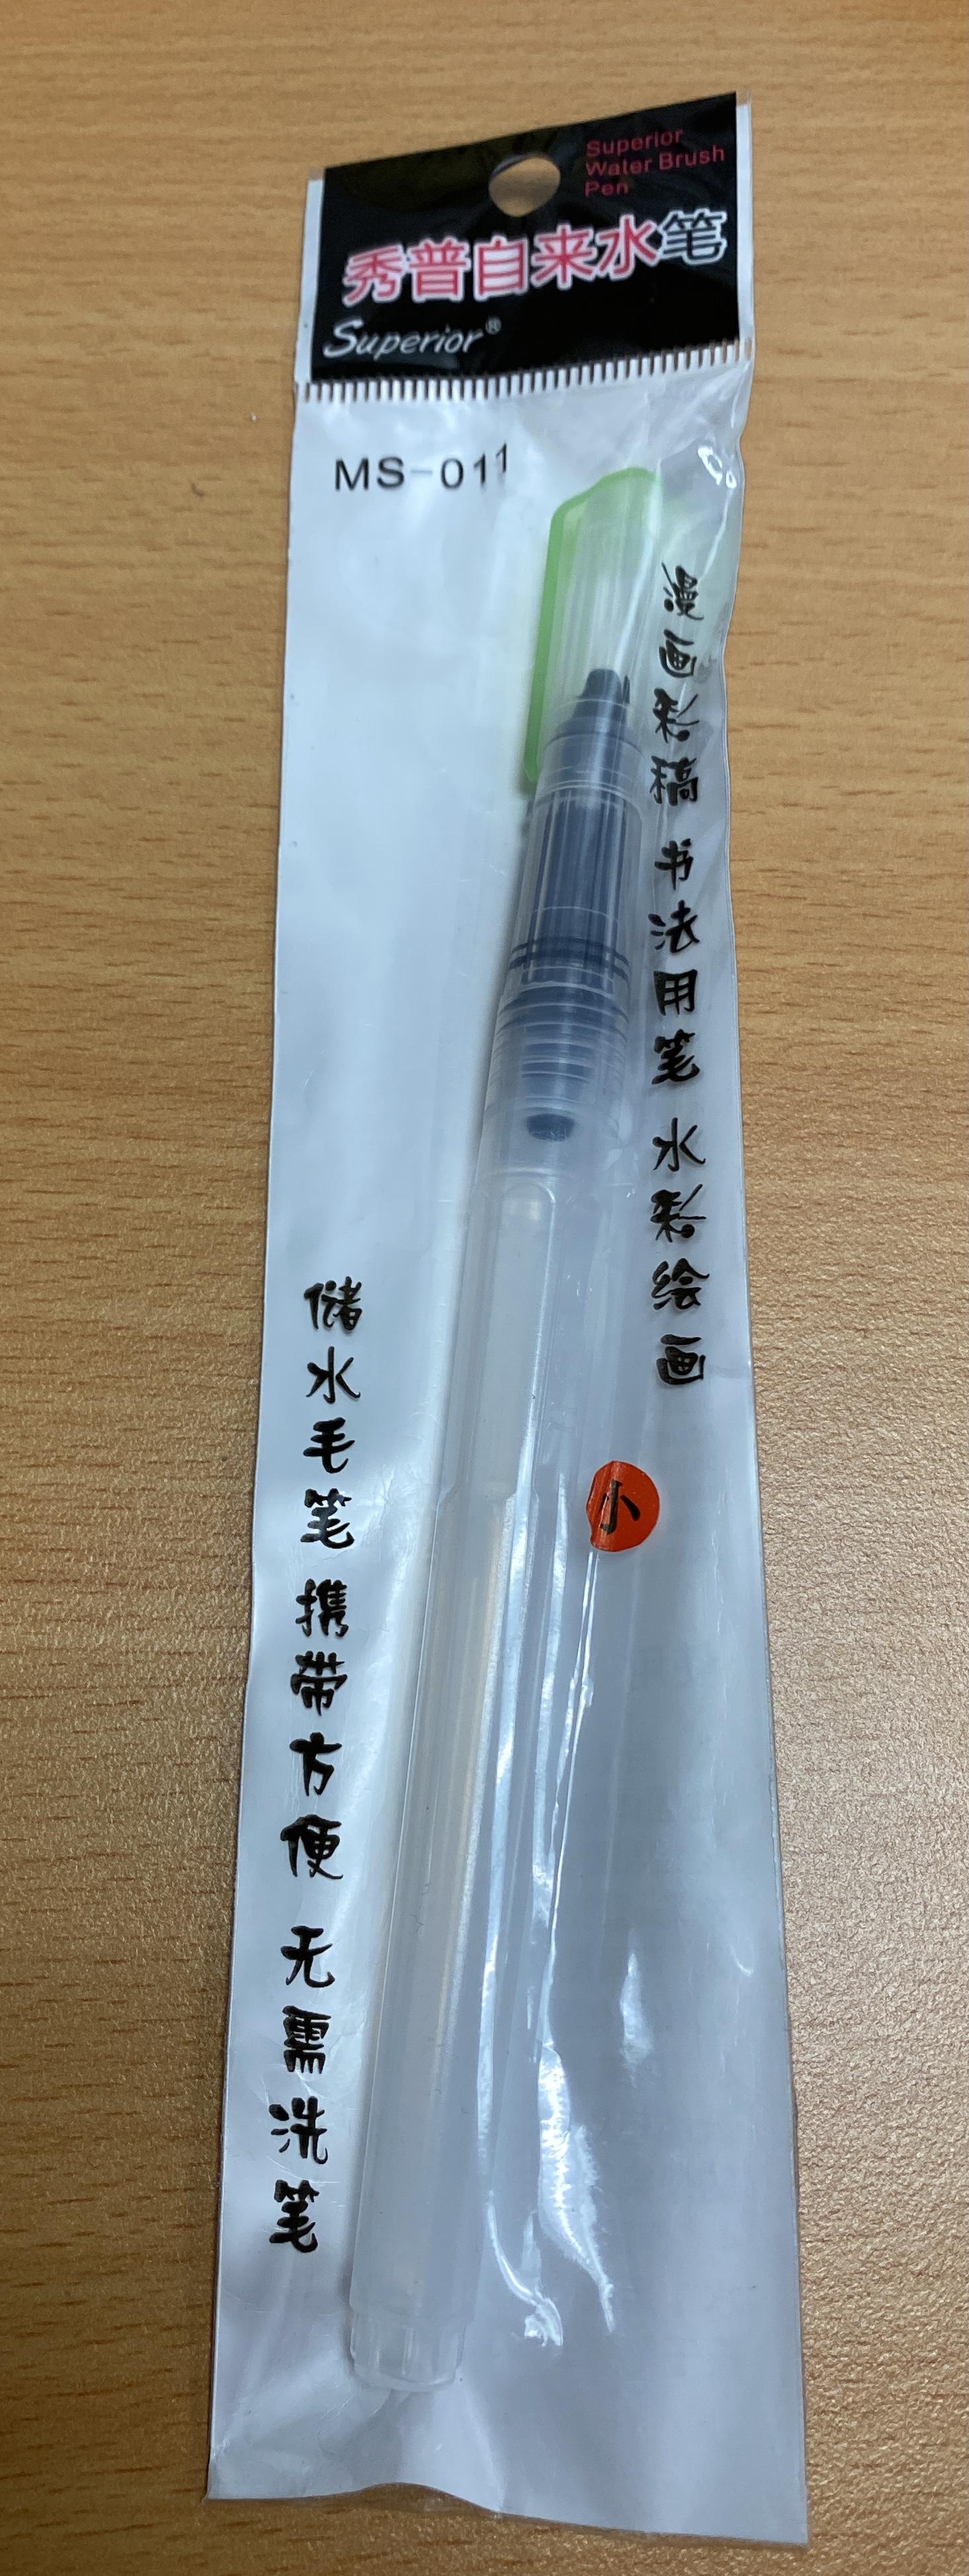 Superior
Water Brush
Pen
秀普自来水笔
Superior®
MS-011
漫画彩稿 书法用笔 水彩绘画
小
储水毛笔 携带方便 无需洗笔